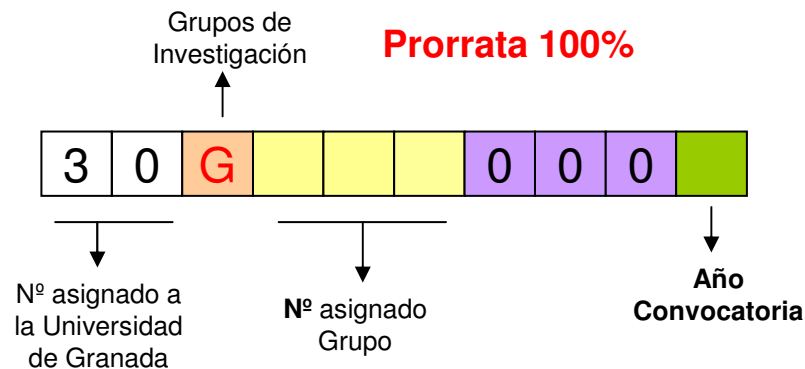 Grupos de
Investigación
Prorrata 100%
3 0 G 0 0 0
Nº asignado a
la Universidad
de Granada
Nº asignado
Grupo
Año
Convocatoria